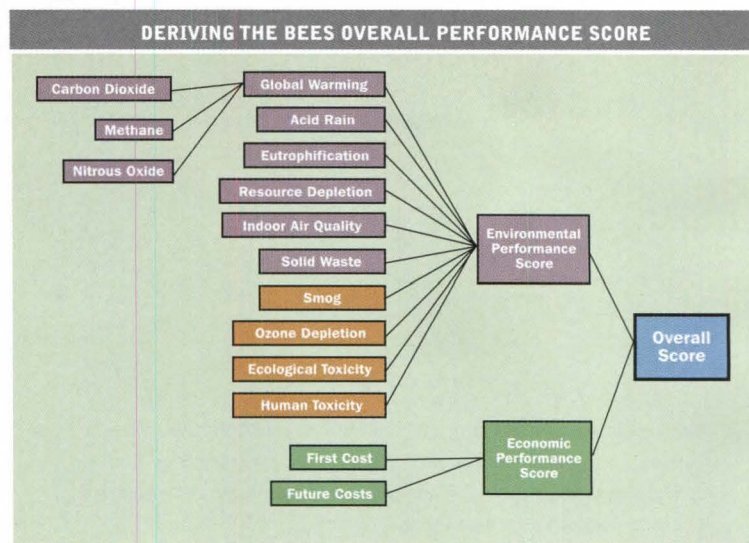 DERIVING THE BEES OVERALL PERFORMANCE SCORE
Carbon Dioxide
Methane
Nitrous Oxide
Global Warming
Acid Rain
Eutrophification
Resource Depletion
Indoor Air Quality
Solid Waste
Smog
Ozone Depletion
Ecological Toxicity
Human Toxicity
First Cost
Future Costs
Environmental
Performance
Score
Economic
Performance
Score
Overall
Score